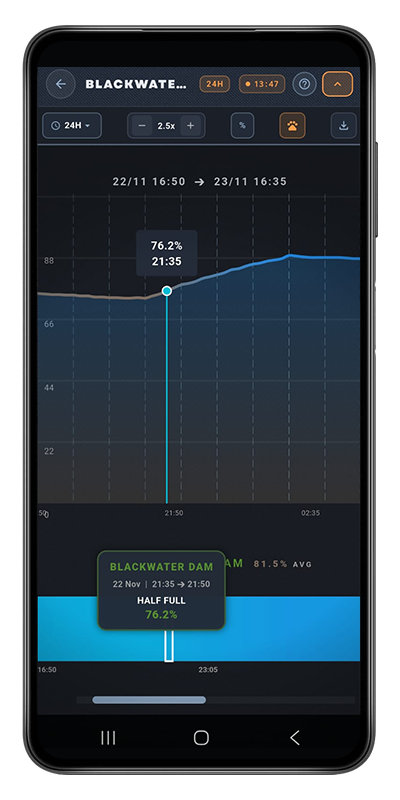 BLACKWATE... 24H 13:47 ?
24H 2.5x %
22/11 16:50 → 23/11 16:35
76.2%
21:35
88
66
44
22
0
21:50 02:35
AM 81.5% AVG
BLACKWATER DAM
22 Nov | 21:35 → 21:50
HALF FULL
76.2%
16:50 23:05